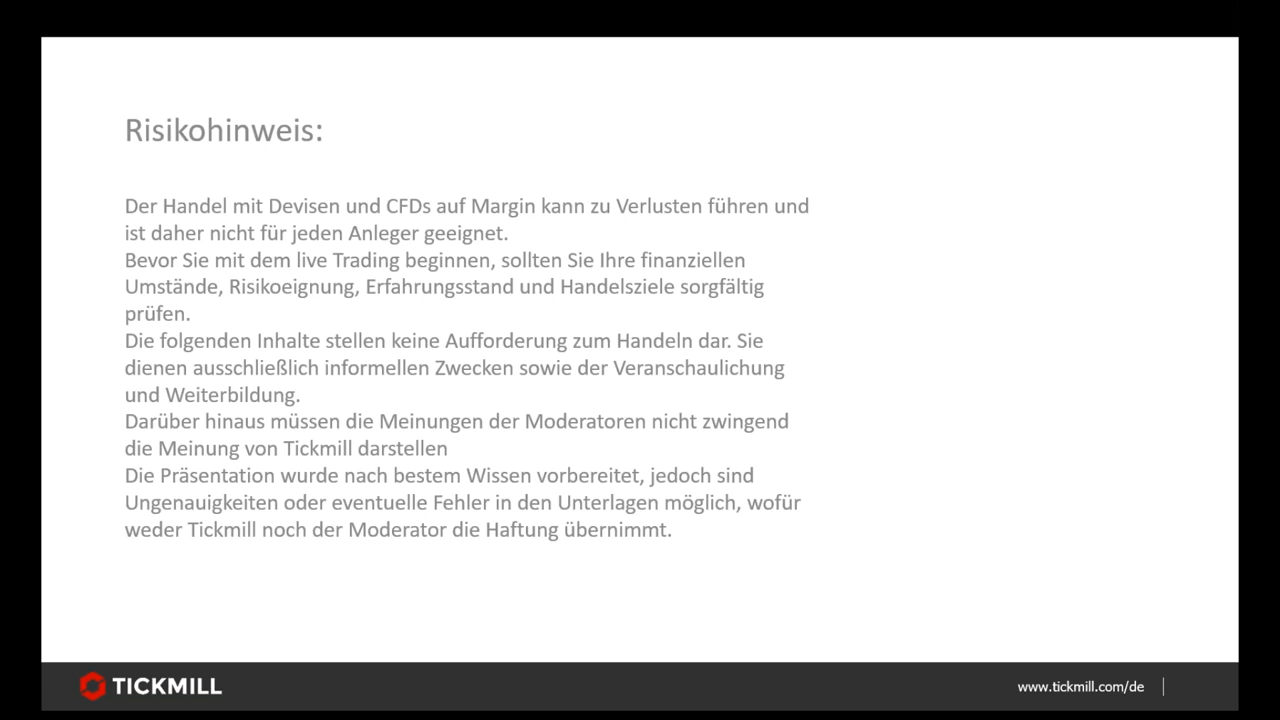 Risikohinweis:
Der Handel mit Devisen und CFDs auf Margin kann zu Verlusten führen und
ist daher nicht für jeden Anleger geeignet.
Bevor Sie mit dem live Trading beginnen, sollten Sie Ihre finanziellen
Umstände, Risikoeignung, Erfahrungsstand und Handelsziele sorgfältig
prüfen.
Die folgenden Inhalte stellen keine Aufforderung zum Handeln dar. Sie
dienen ausschließlich informellen Zwecken sowie der Veranschaulichung
und Weiterbildung.
Darüber hinaus müssen die Meinungen der Moderatoren nicht zwingend
die Meinung von Tickmill darstellen
Die Präsentation wurde nach bestem Wissen vorbereitet, jedoch sind
Ungenauigkeiten oder eventuelle Fehler in den Unterlagen möglich, wofür
weder Tickmill noch der Moderator die Haftung übernimmt.
TICKMILL
www.tickmill.com/de